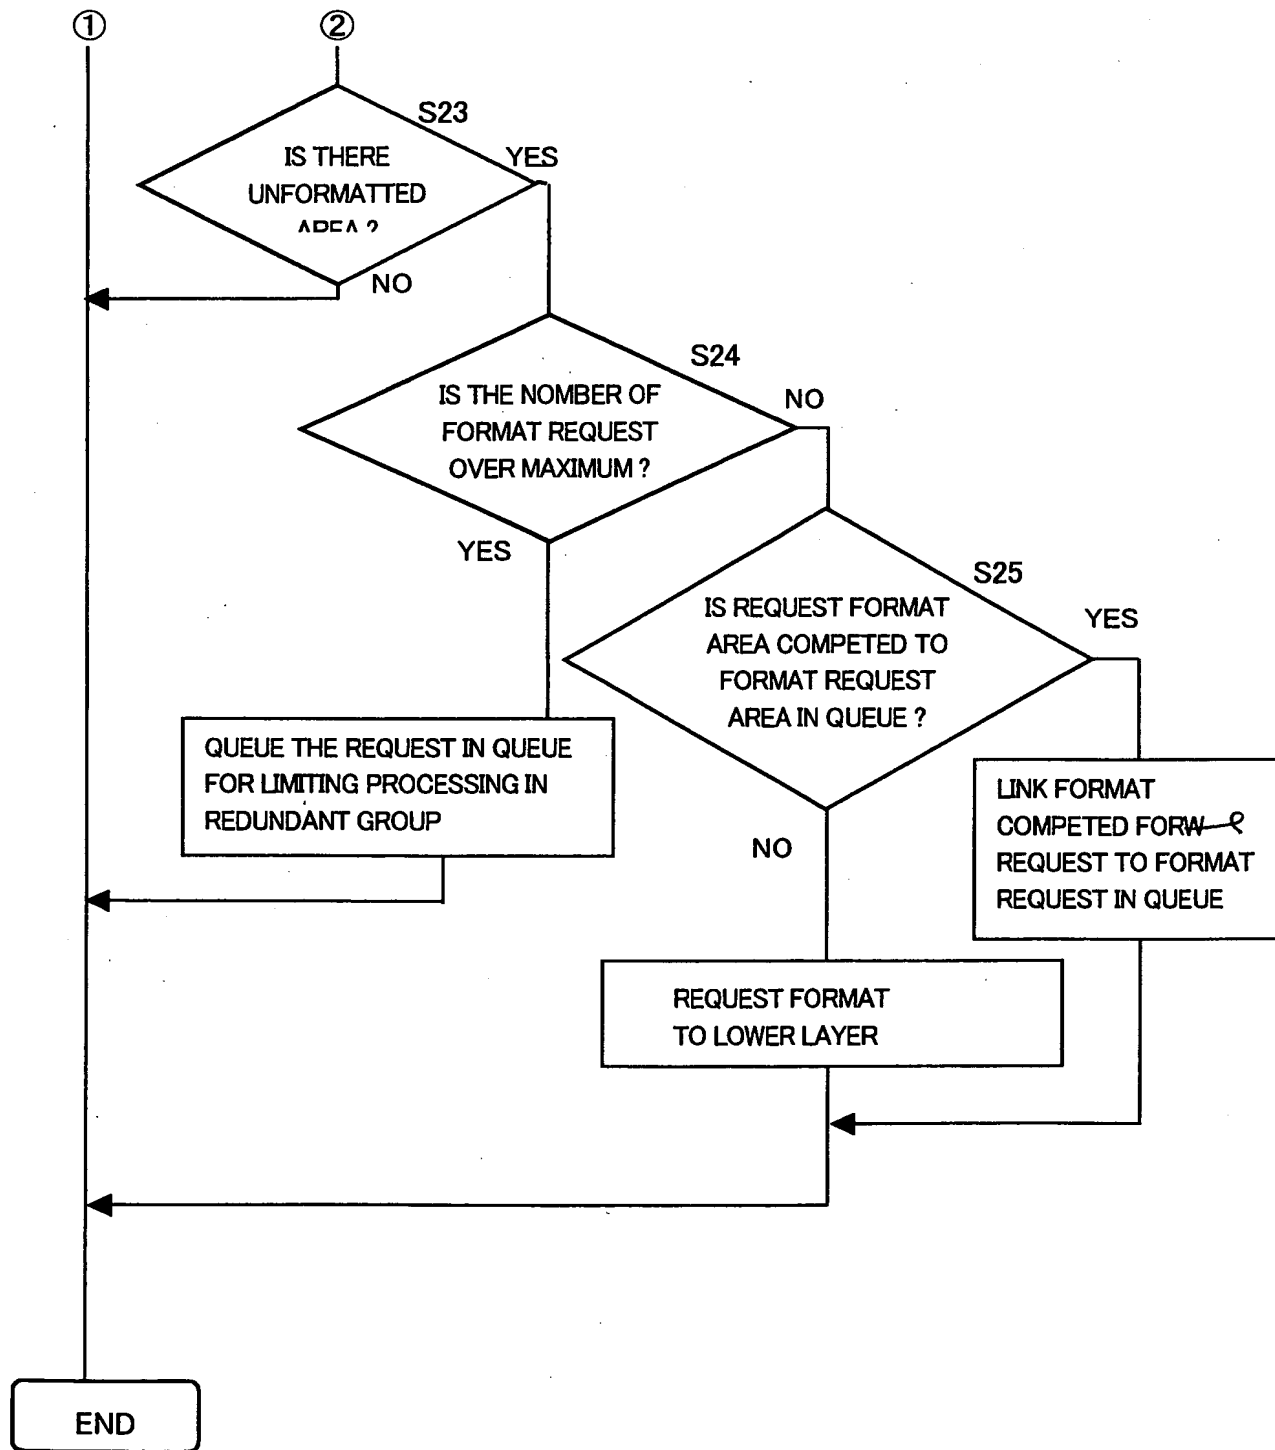 ① ②
S23
IS THERE
UNFORMATTED
AREA ?
YES
NO
S24
IS THE NOMBER OF
FORMAT REQUEST
OVER MAXIMUM ?
NO
YES
S25
IS REQUEST FORMAT
AREA COMPETED TO
FORMAT REQUEST
AREA IN QUEUE ?
YES
NO
QUEUE THE REQUEST IN QUEUE
FOR LIMITING PROCESSING IN
REDUNDANT GROUP
LINK FORMAT
COMPETED
REQUEST TO FORMAT
REQUEST IN QUEUE
REQUEST FORMAT
TO LOWER LAYER
END